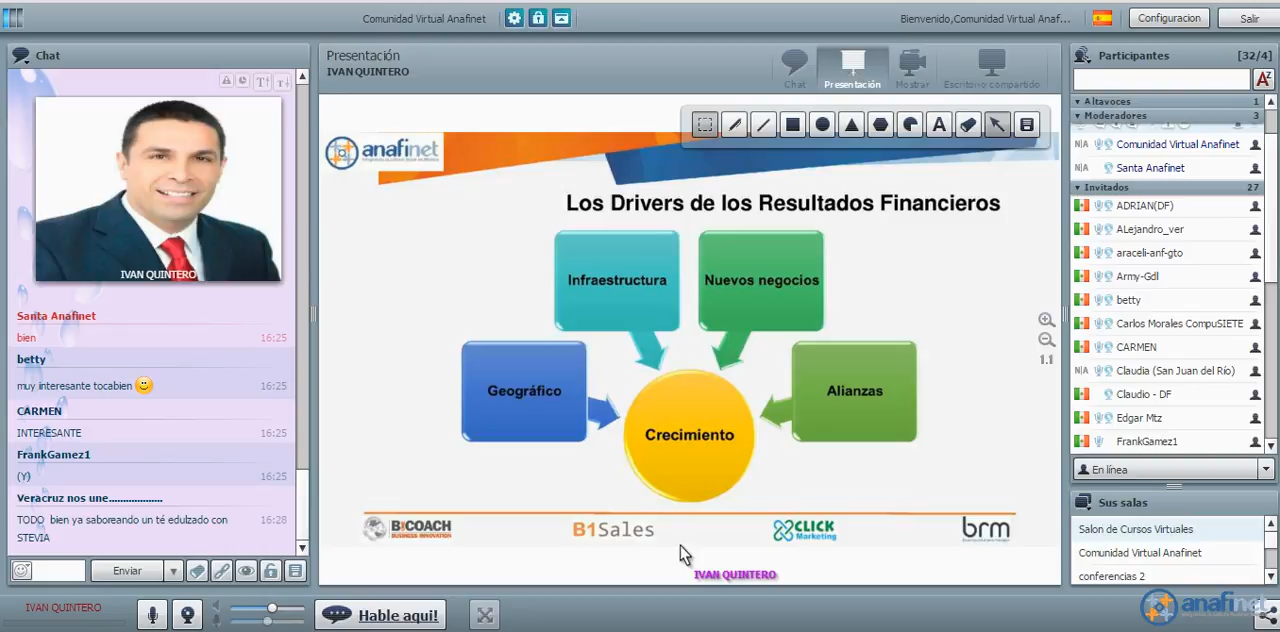 Comunidad Virtual Anafinet
Bienvenido,Comunidad Virtual Anaf...
Configuracion
Salir
Chat
IVAN QUINTERO
Santa Anafinet
bien
16:25
betty
muy interesante tocabien
16:25
CARMEN
INTERESANTE
16:25
FrankGamez1
(Y)
16:25
Veracruz nos une..................
TODO bien ya saboreando un té edulzado con
16:28
STEVIA
Enviar
Presentación
IVAN QUINTERO
Chat
Presentación
Mostrar
Escritorio compartido
A
anafinet
Los Drivers de los Resultados Financieros
Infraestructura
Nuevos negocios
Geográfico
Alianzas
Crecimiento
BICOACH
BUSINESS INNOVATION
B1Sales
CLICK
Marketing
brm
IVAN QUINTERO
1.1
Participantes
[32/4]
Altavoces
1
Moderadores
3
N/A
Comunidad Virtual Anafinet
N/A
Santa Anafinet
Invitados
27
ADRIAN(DF)
ALejandro_ver
araceli-anf-gto
Army-Gdl
betty
Carlos Morales CompuSIETE
CARMEN
N/A
Claudia (San Juan del Río)
Claudio - DF
Edgar Mtz
FrankGamez1
En línea
Sus salas
Salon de Cursos Virtuales
Comunidad Virtual Anafinet
conferencias 2
IVAN QUINTERO
Hable aqui!
anafinet